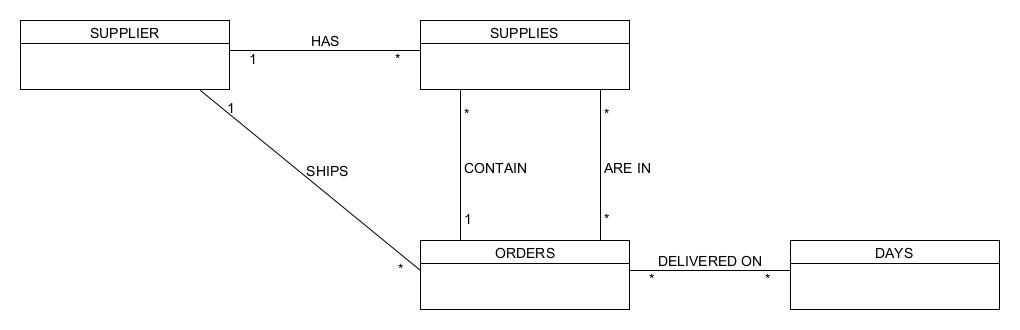 SUPPLIER
SUPPLIES
HAS
1
*
1
*
*
SHIPS
CONTAIN
ARE IN
1
*
*
ORDERS
DAYS
DELIVERED ON
*
*